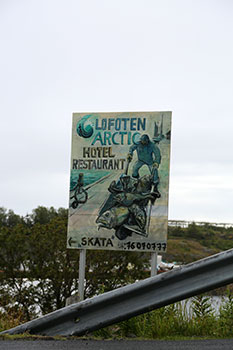 LOFOTEN
ARCTIC
HOTEL
RESTAURANT
← SKATA 76090777